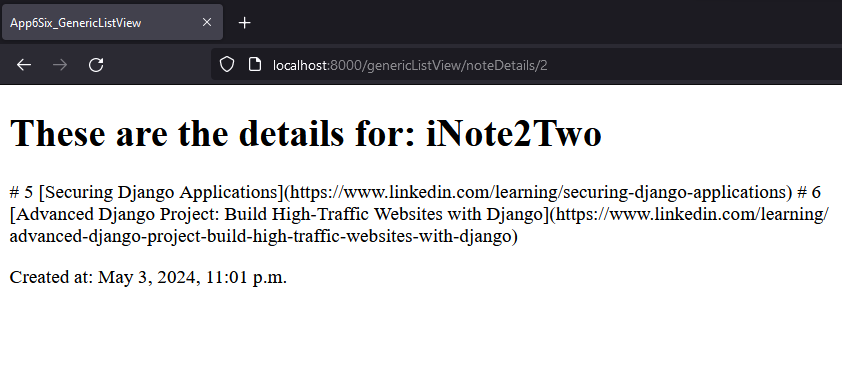 App6Six_GenericListView
localhost:8000/genericListView/noteDetails/2
These are the details for: iNote2Two
# 5 [Securing Django Applications](https://www.linkedin.com/learning/securing-django-applications) # 6
[Advanced Django Project: Build High-Traffic Websites with Django](https://www.linkedin.com/learning/
advanced-django-project-build-high-traffic-websites-with-django)
Created at: May 3, 2024, 11:01 p.m.